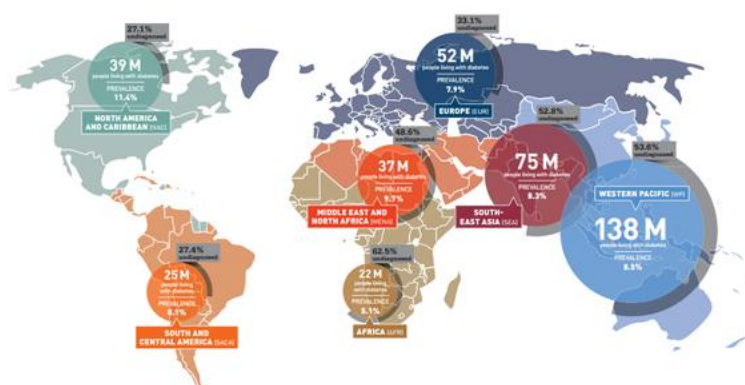 27.1%
undiagnosed
39 M
people living with diabetes
PREVALENCE
11.4%
NORTH AMERICA
AND CARIBBEAN (NAC)
33.1%
undiagnosed
52 M
people living with diabetes
PREVALENCE
7.9%
EUROPE (EUR)
48.6%
undiagnosed
37 M
people living with diabetes
PREVALENCE
9.7%
MIDDLE EAST AND
NORTH AFRICA (MENA)
52.8%
undiagnosed
75 M
people living with diabetes
PREVALENCE
8.3%
SOUTH-
EAST ASIA (SEA)
53.6%
undiagnosed
WESTERN PACIFIC (WP)
138 M
people living with diabetes
PREVALENCE
27.4%
undiagnosed
25 M
people living
with diabetes
PREVALENCE
8.1%
SOUTH AND
CENTRAL AMERICA (SACA)
62.5%
undiagnosed
22 M
people living
with diabetes
PREVALENCE
5.1%
AFRICA (AFR)